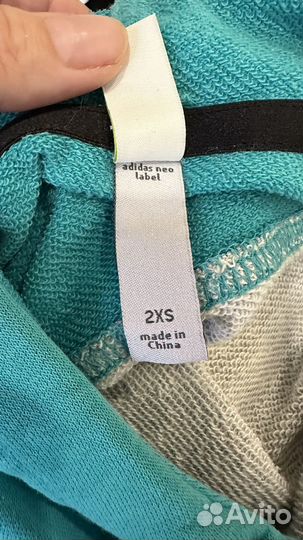 adidas neo
label
2XS
made in
China
Avito